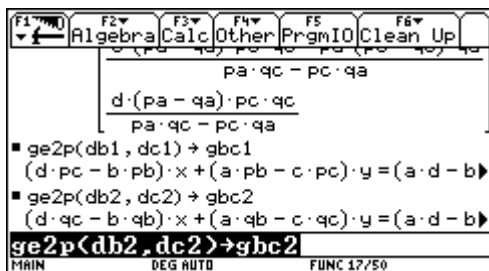 F1 F2 F3 F4 F5 F6
Algebra Calc Other PrgmIO Clean Up
pa·qc − pc·qa
d·(pa − qa)·pc·qc
pa·qc − pc·qa
ge2p(db1,dc1)→gbc1
(d·pc − b·pb)·x+(a·pb − c·pc)·y=(a·d − b
ge2p(db2,dc2)→gbc2
(d·qc − b·qb)·x+(a·qb − c·qc)·y=(a·d − b
ge2p(db2,dc2)→gbc2
MAIN DEG AUTO FUNC 17/50